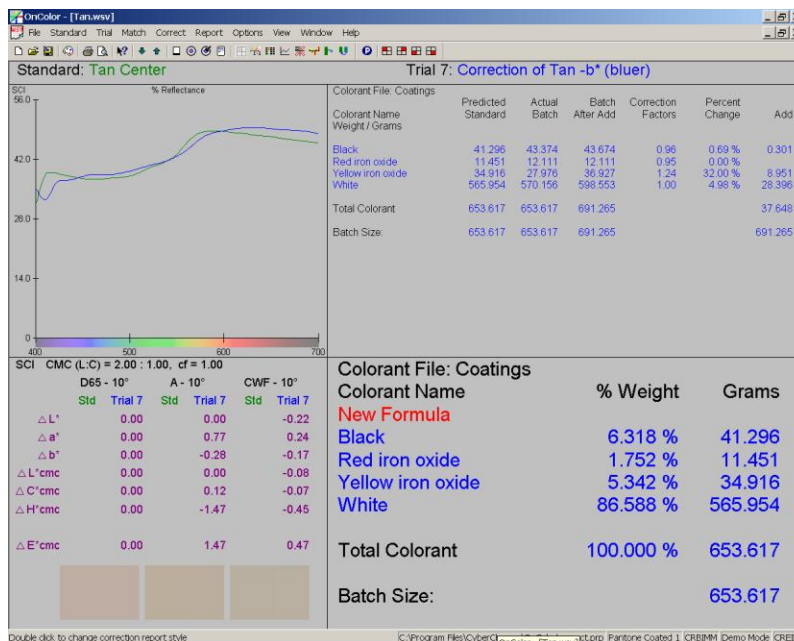 OnColor - [Tan.wsv]
File Standard Trial Match Correct Report Options View Window Help
Standard: Tan Center
Trial 7: Correction of Tan -b* (bluer)
SCI
% Reflectance
56.0
42.0
28.0
14.0
0
400 500 600 700
Colorant File: Coatings
Predicted Actual Batch Correction Percent
Colorant Name Standard Batch After Add Factors Change Add
Weight / Grams
Black 41.296 43.374 43.674 0.96 0.69 % 0.301
Red iron oxide 11.451 12.111 12.111 0.95 0.00 %
Yellow iron oxide 34.916 27.976 36.927 1.24 32.00 % 8.951
White 565.954 570.156 598.553 1.00 4.98 % 28.396
Total Colorant 653.617 653.617 691.265 37.648
Batch Size: 653.617 653.617 691.265 691.265
SCI CMC (L:C) = 2.00 : 1.00, cf = 1.00
D65 - 10° A - 10° CWF - 10°
Std Trial 7 Std Trial 7 Std Trial 7
△ L* 0.00 0.00 -0.22
△ a* 0.00 0.77 0.24
△ b* 0.00 -0.28 -0.17
△ L*cmc 0.00 0.00 -0.08
△ C*cmc 0.00 0.12 -0.07
△ H*cmc 0.00 -1.47 -0.45
△ E*cmc 0.00 1.47 0.47
Colorant File: Coatings
Colorant Name % Weight Grams
New Formula
Black 6.318 % 41.296
Red iron oxide 1.752 % 11.451
Yellow iron oxide 5.342 % 34.916
White 86.588 % 565.954
Total Colorant 100.000 % 653.617
Batch Size: 653.617
Double click to change correction report style
C:\Program Files\CyberC
Pantone Coated 1 CRBIMM Demo Mode